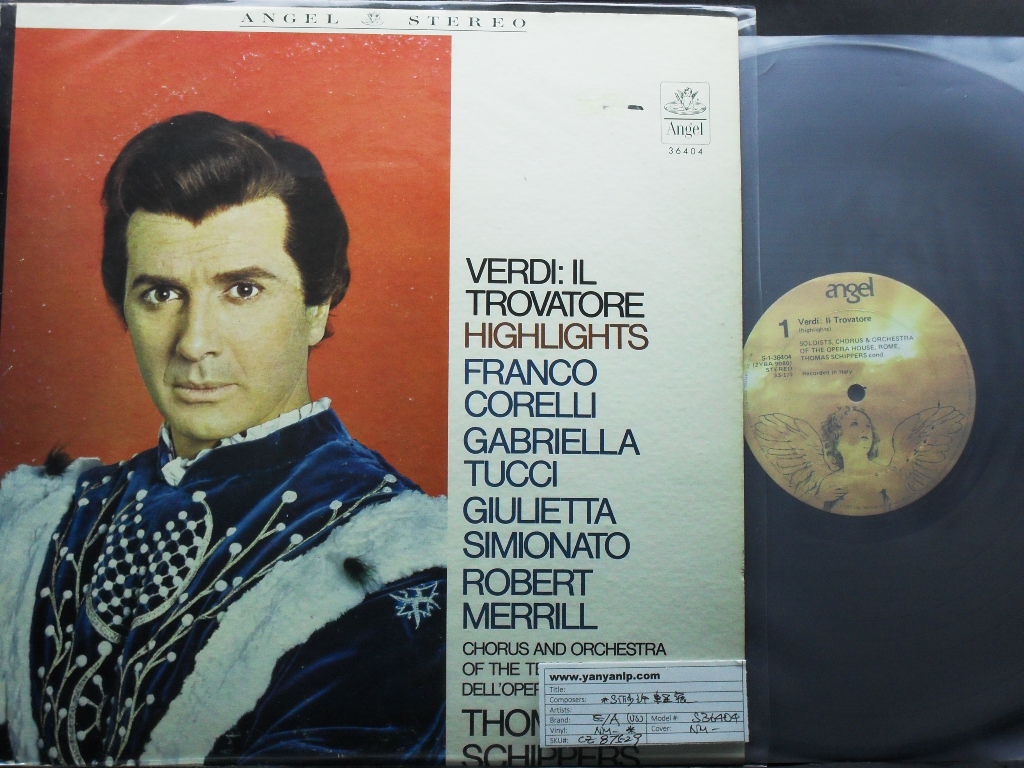 ANGEL STEREO
Angel
36404
VERDI: IL
TROVATORE
HIGHLIGHTS
FRANCO
CORELLI
GABRIELLA
TUCCI
GIULIETTA
SIMIONATO
ROBERT
MERRILL
CHORUS AND ORCHESTRA
OF THE
DELL'OPER
THOM
SCHIPPERS
www.yanyanlp.com
Title:
Composers:
Artists:
Brand: E/A (US) Model #: S36404
Vinyl: NM- * Cover: NM-
SKU#: CZ 87629
angel
1
Verdi: Il Trovatore
(highlights)
SOLOISTS, CHORUS & ORCHESTRA
OF THE OPERA HOUSE, ROME,
THOMAS SCHIPPERS cond
S-1-36404
STEREO
Recorded in Italy